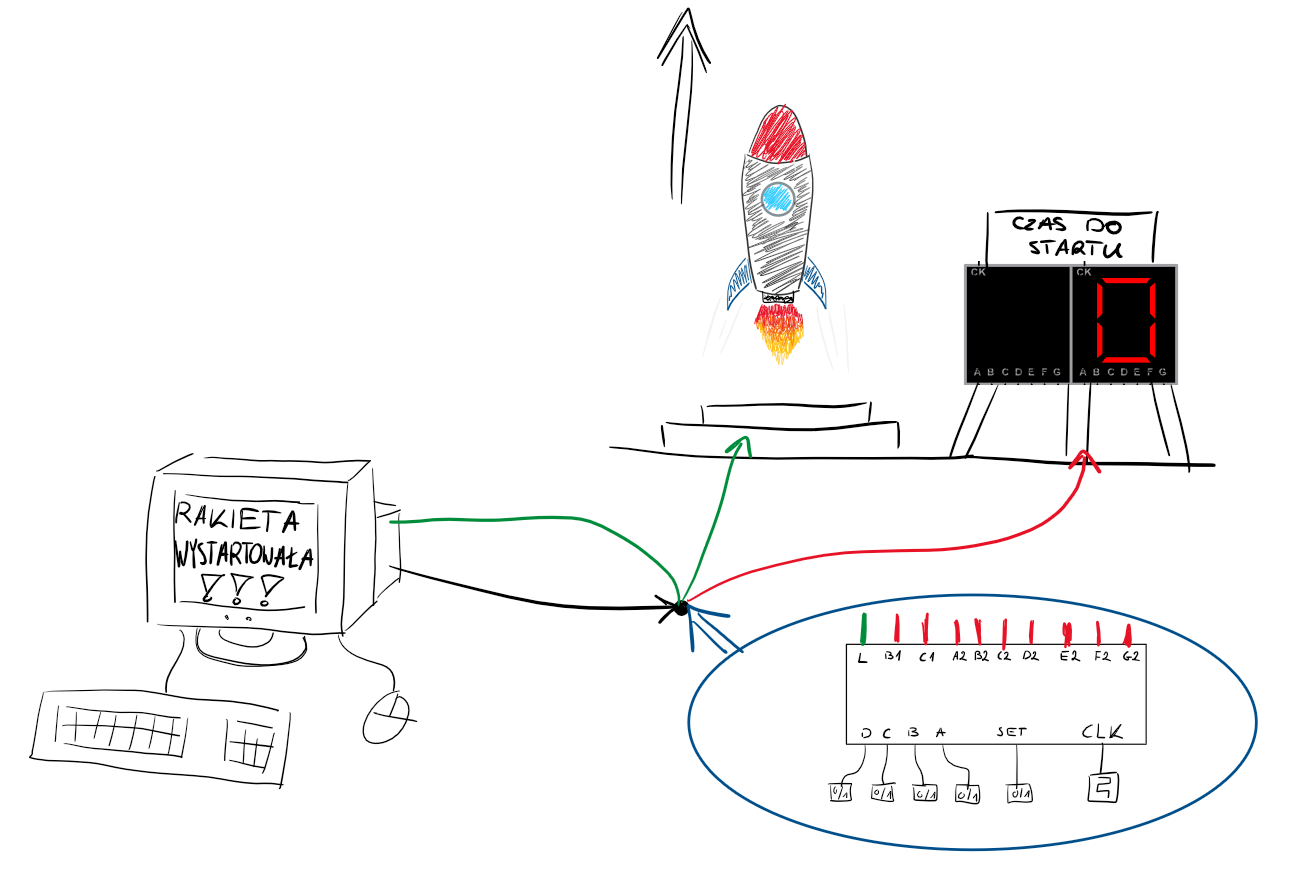 CZAS DO
STARTU
CK CK
A B C D E F G A B C D E F G
RAKIETA
WYSTARTOWAŁA
!!!
L B1 C1 A2 B2 C2 D2 E2 F2 G2
D C B A SET CLK
0/1 0/1 0/1 0/1 0/1